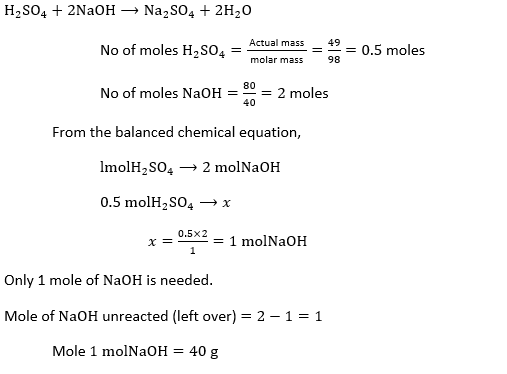 H₂SO₄ + 2NaOH ⟶ Na₂SO₄ + 2H₂O
No of moles H₂SO₄ = Actual mass / molar mass = 49/98 = 0.5 moles
No of moles NaOH = 80/40 = 2 moles
From the balanced chemical equation,
lmolH₂SO₄ ⟶ 2 molNaOH
0.5 molH₂SO₄ ⟶ x
x = 0.5×2/1 = 1 molNaOH
Only 1 mole of NaOH is needed.
Mole of NaOH unreacted (left over) = 2 − 1 = 1
Mole 1 molNaOH = 40 g